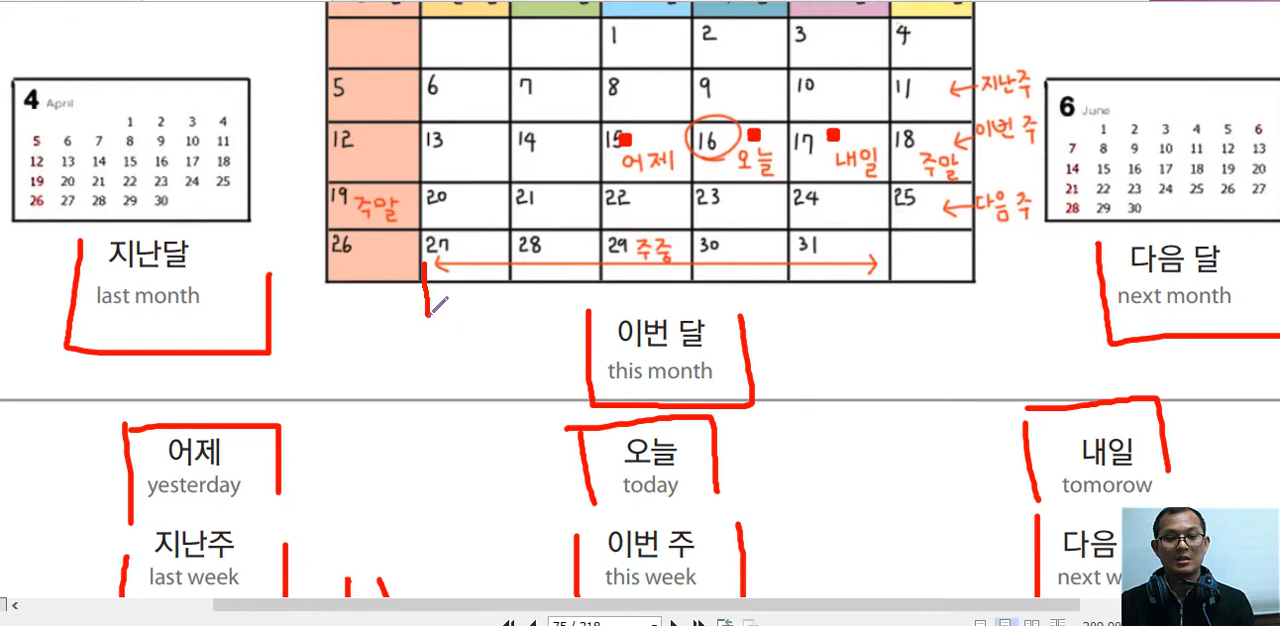 1 2 3 4
5 6 7 8 9 10 11 지난주
12 13 14 15 16 17 18 이번 주
어제 오늘 내일 주말
19 주말 20 21 22 23 24 25 다음 주
26 27 28 29 주중 30 31
4 April
1 2 3 4
5 6 7 8 9 10 11
12 13 14 15 16 17 18
19 20 21 22 23 24 25
26 27 28 29 30
지난달
last month
6 June
1 2 3 4 5 6
7 8 9 10 11 12 13
14 15 16 17 18 19 20
21 22 23 24 25 26 27
28 29 30
다음 달
next month
이번 달
this month
어제 오늘 내일
yesterday today tomorow
지난주 이번 주 다음
last week this week next
75 / 218